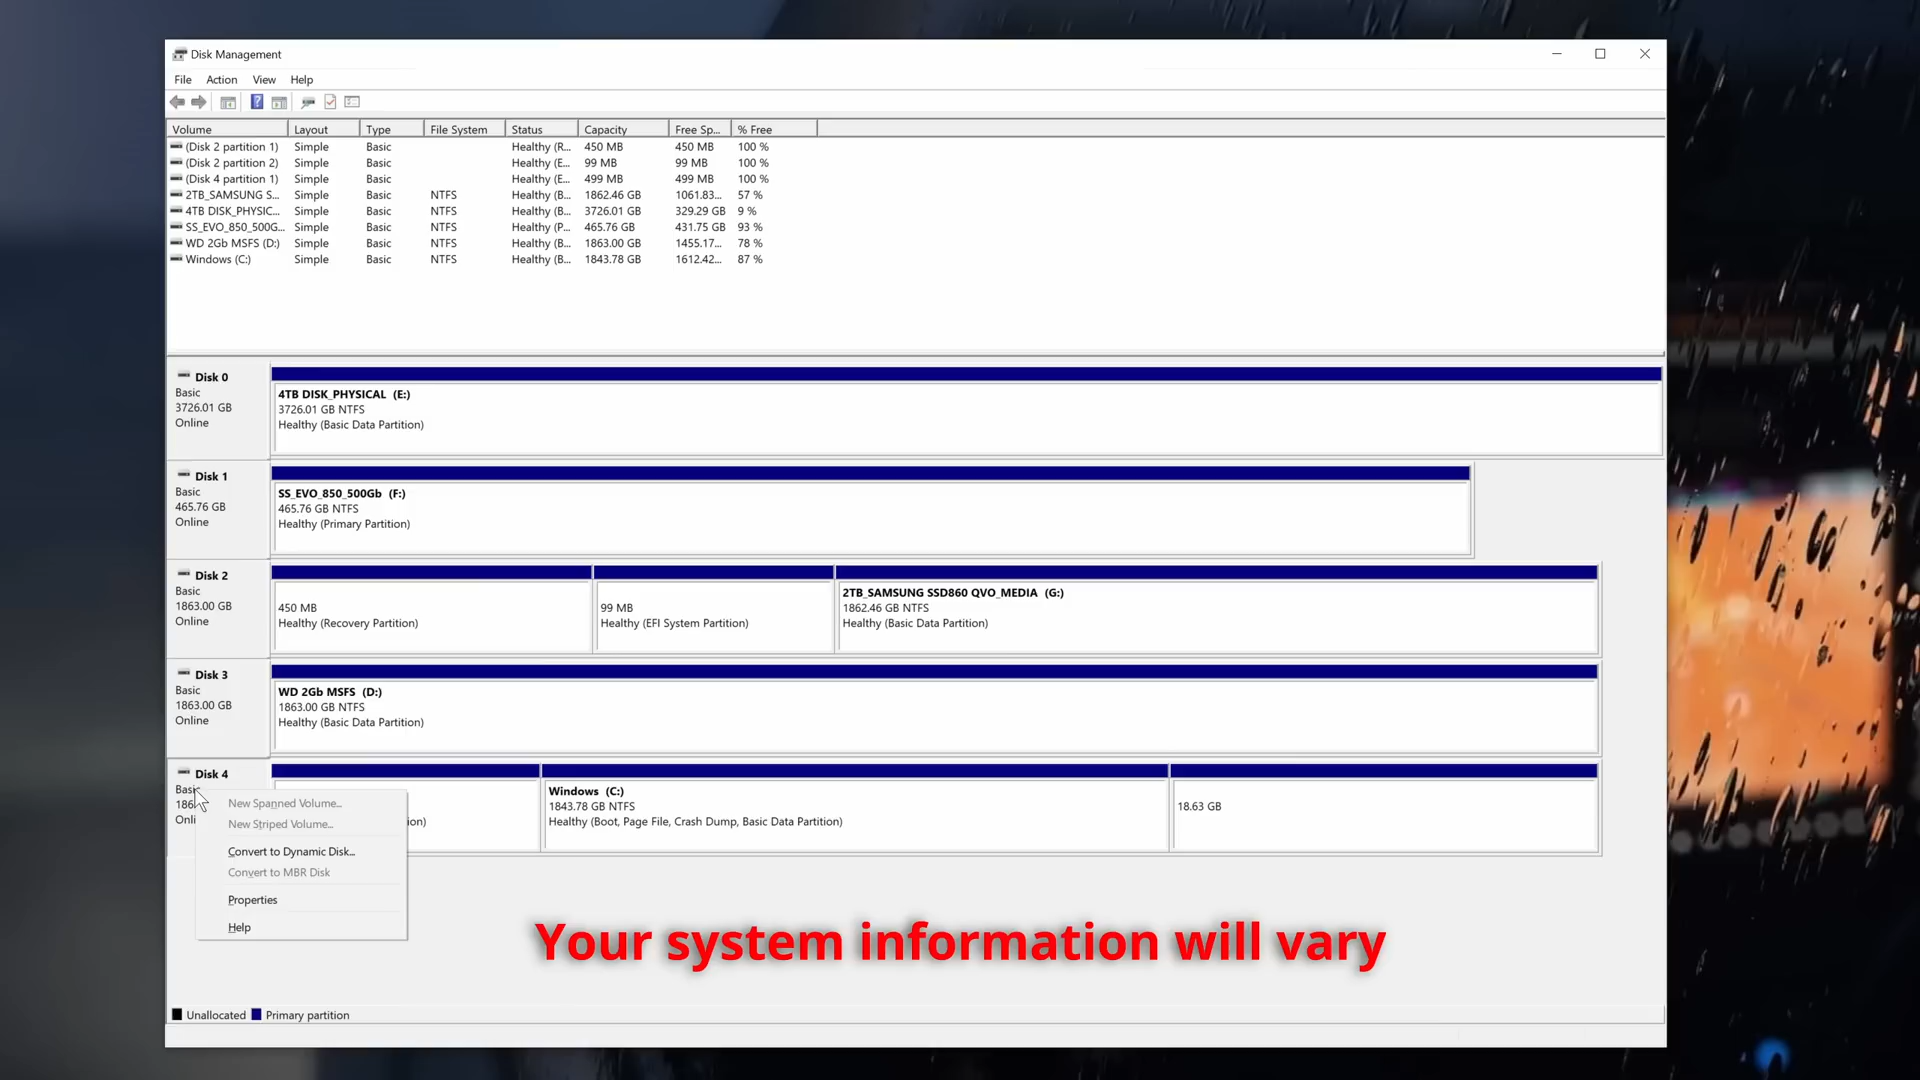 Disk Management
File Action View Help
Volume Layout Type File System Status Capacity Free Sp... % Free
(Disk 2 partition 1) Simple Basic Healthy (R... 450 MB 450 MB 100 %
(Disk 2 partition 2) Simple Basic Healthy (E... 99 MB 99 MB 100 %
(Disk 4 partition 1) Simple Basic Healthy (E... 499 MB 499 MB 100 %
2TB_SAMSUNG S... Simple Basic NTFS Healthy (B... 1862.46 GB 1061.83... 57 %
4TB DISK_PHYSIC... Simple Basic NTFS Healthy (B... 3726.01 GB 329.29 GB 9 %
SS_EVO_850_500G... Simple Basic NTFS Healthy (P... 465.76 GB 431.75 GB 93 %
WD 2Gb MSFS (D:) Simple Basic NTFS Healthy (B... 1863.00 GB 1455.17... 78 %
Windows (C:) Simple Basic NTFS Healthy (B... 1843.78 GB 1612.42... 87 %
Disk 0
Basic
3726.01 GB
Online
4TB DISK_PHYSICAL (E:)
3726.01 GB NTFS
Healthy (Basic Data Partition)
Disk 1
Basic
465.76 GB
Online
SS_EVO_850_500Gb (F:)
465.76 GB NTFS
Healthy (Primary Partition)
Disk 2
Basic
1863.00 GB
Online
450 MB
Healthy (Recovery Partition)
99 MB
Healthy (EFI System Partition)
2TB_SAMSUNG SSD860 QVO_MEDIA (G:)
1862.46 GB NTFS
Healthy (Basic Data Partition)
Disk 3
Basic
1863.00 GB
Online
WD 2Gb MSFS (D:)
1863.00 GB NTFS
Healthy (Basic Data Partition)
Disk 4
Windows (C:)
1843.78 GB NTFS
Healthy (Boot, Page File, Crash Dump, Basic Data Partition)
18.63 GB
New Spanned Volume...
New Striped Volume...
Convert to Dynamic Disk...
Convert to MBR Disk
Properties
Help
Your system information will vary
Unallocated Primary partition